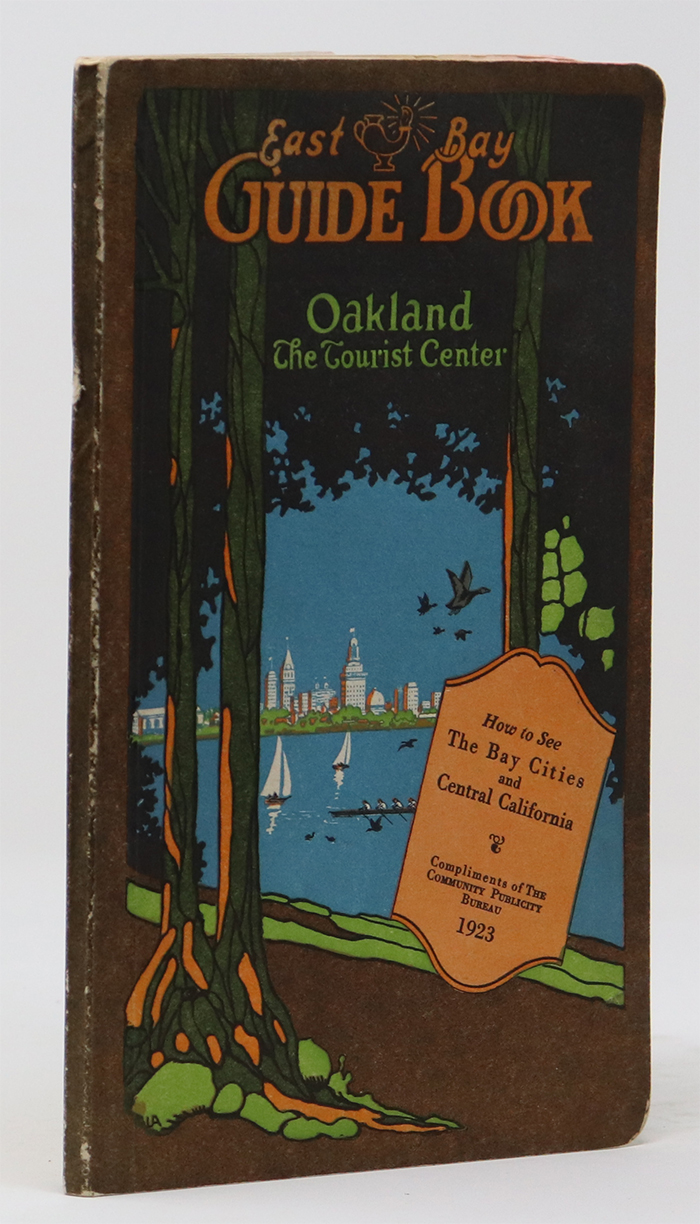 East Bay
GUIDE BOOK
Oakland
The Tourist Center
How to See
The Bay Cities
and
Central California
Compliments of THE
COMMUNITY PUBLICITY
BUREAU
1923